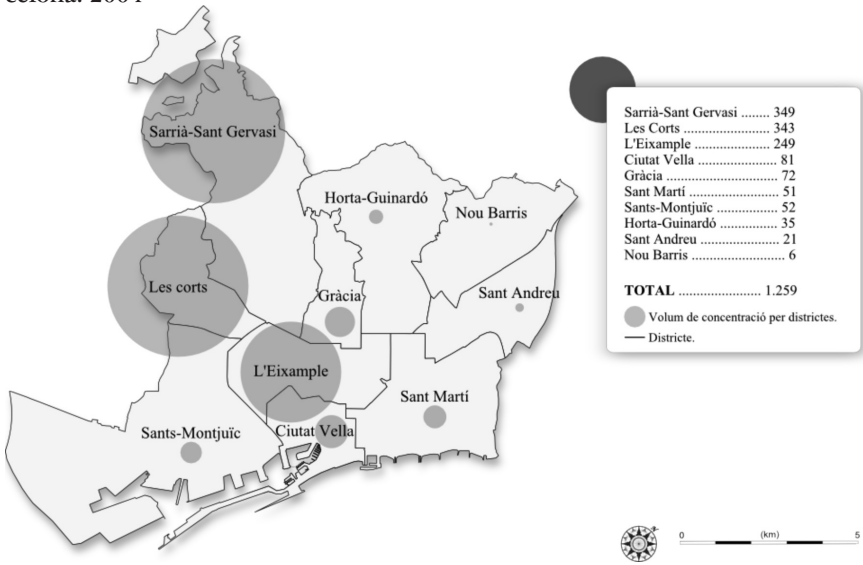 celona. 2004
Sarrià-Sant Gervasi
Horta-Guinardó
Nou Barris
Les corts
Gràcia
Sant Andreu
L'Eixample
Sant Martí
Sants-Montjuïc
Ciutat Vella
Sarrià-Sant Gervasi ........ 349
Les Corts ...................... 343
L'Eixample .................... 249
Ciutat Vella ..................... 81
Gràcia ............................. 72
Sant Martí ....................... 51
Sants-Montjuïc ................ 52
Horta-Guinardó ............... 35
Sant Andreu .................... 21
Nou Barris ........................ 6
TOTAL ........................ 1.259
Volum de concentració per districtes.
Districte.
0 (km) 5